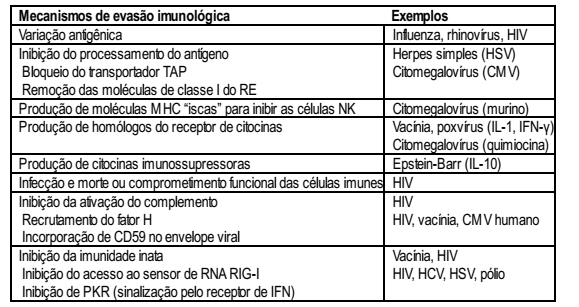 Mecanismos de evasão imunológica Exemplos
Variação antigênica Influenza, rhinovírus, HIV
Inibição do processamento do antígeno Herpes simples (HSV)
Bloqueio do transportador TAP Citomegalovírus (CMV)
Remoção das moléculas de classe I do RE
Produção de moléculas MHC "iscas" para inibir as células NK Citomegalovírus (murino)
Produção de homólogos do receptor de citocinas Vacínia, poxvírus (IL-1, IFN-γ)
Citomegalovírus (quimiocina)
Produção de citocinas imunossupressoras Epstein-Barr (IL-10)
Infecção e morte ou comprometimento funcional das células imunes HIV
Inibição da ativação do complemento HIV
Recrutamento do fator H HIV, vacínia, CMV humano
Incorporação de CD59 no envelope viral
Inibição da imunidade inata Vacínia, HIV
Inibição do acesso ao sensor de RNA RIG-I HIV, HCV, HSV, pólio
Inibição de PKR (sinalização pelo receptor de IFN)